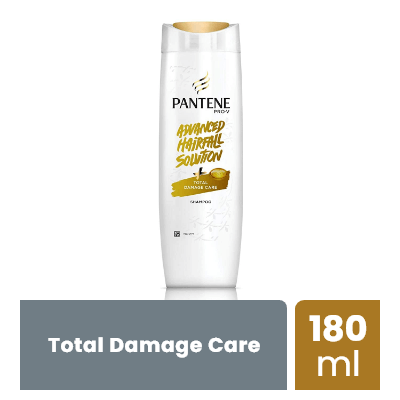 PANTENE
PRO-V
ADVANCED
HAIRFALL
SOLUTION
TOTAL
DAMAGE CARE
SHAMPOO
Total Damage Care
180
ml